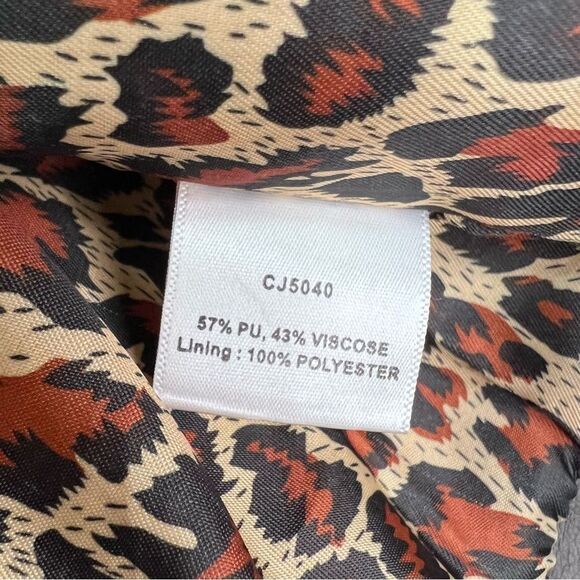 CJ5040
57% PU, 43% VISCOSE
Lining : 100% POLYESTER